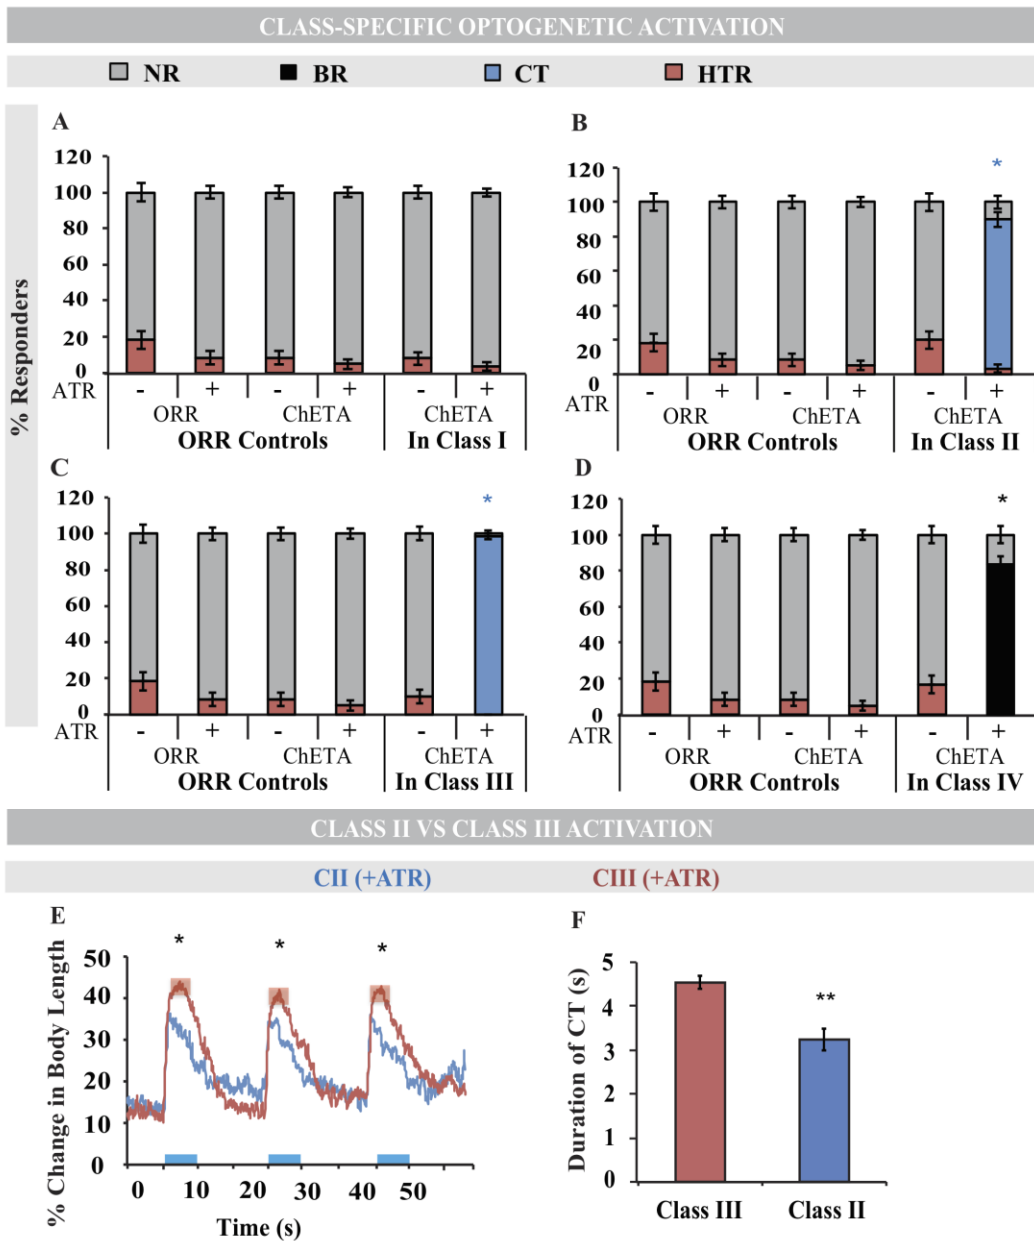 CLASS-SPECIFIC OPTOGENETIC ACTIVATION
NR BR CT HTR
% Responders
A
120
100
80
60
40
20
0
ATR - + - + - +
ORR ChETA ChETA
ORR Controls In Class I
B
*
120
100
80
60
40
20
0
ATR - + - + - +
ORR ChETA ChETA
ORR Controls In Class II
C
*
120
100
80
60
40
20
0
ATR - + - + - +
ORR ChETA ChETA
ORR Controls In Class III
D
*
120
100
80
60
40
20
0
ATR - + - + - +
ORR ChETA ChETA
ORR Controls In Class IV
CLASS II VS CLASS III ACTIVATION
CII (+ATR) CIII (+ATR)
E
* * *
% Change in Body Length
50
40
30
20
10
0
0 10 20 30 40 50
Time (s)
F
**
Duration of CT (s)
5
4
3
2
1
0
Class III Class II